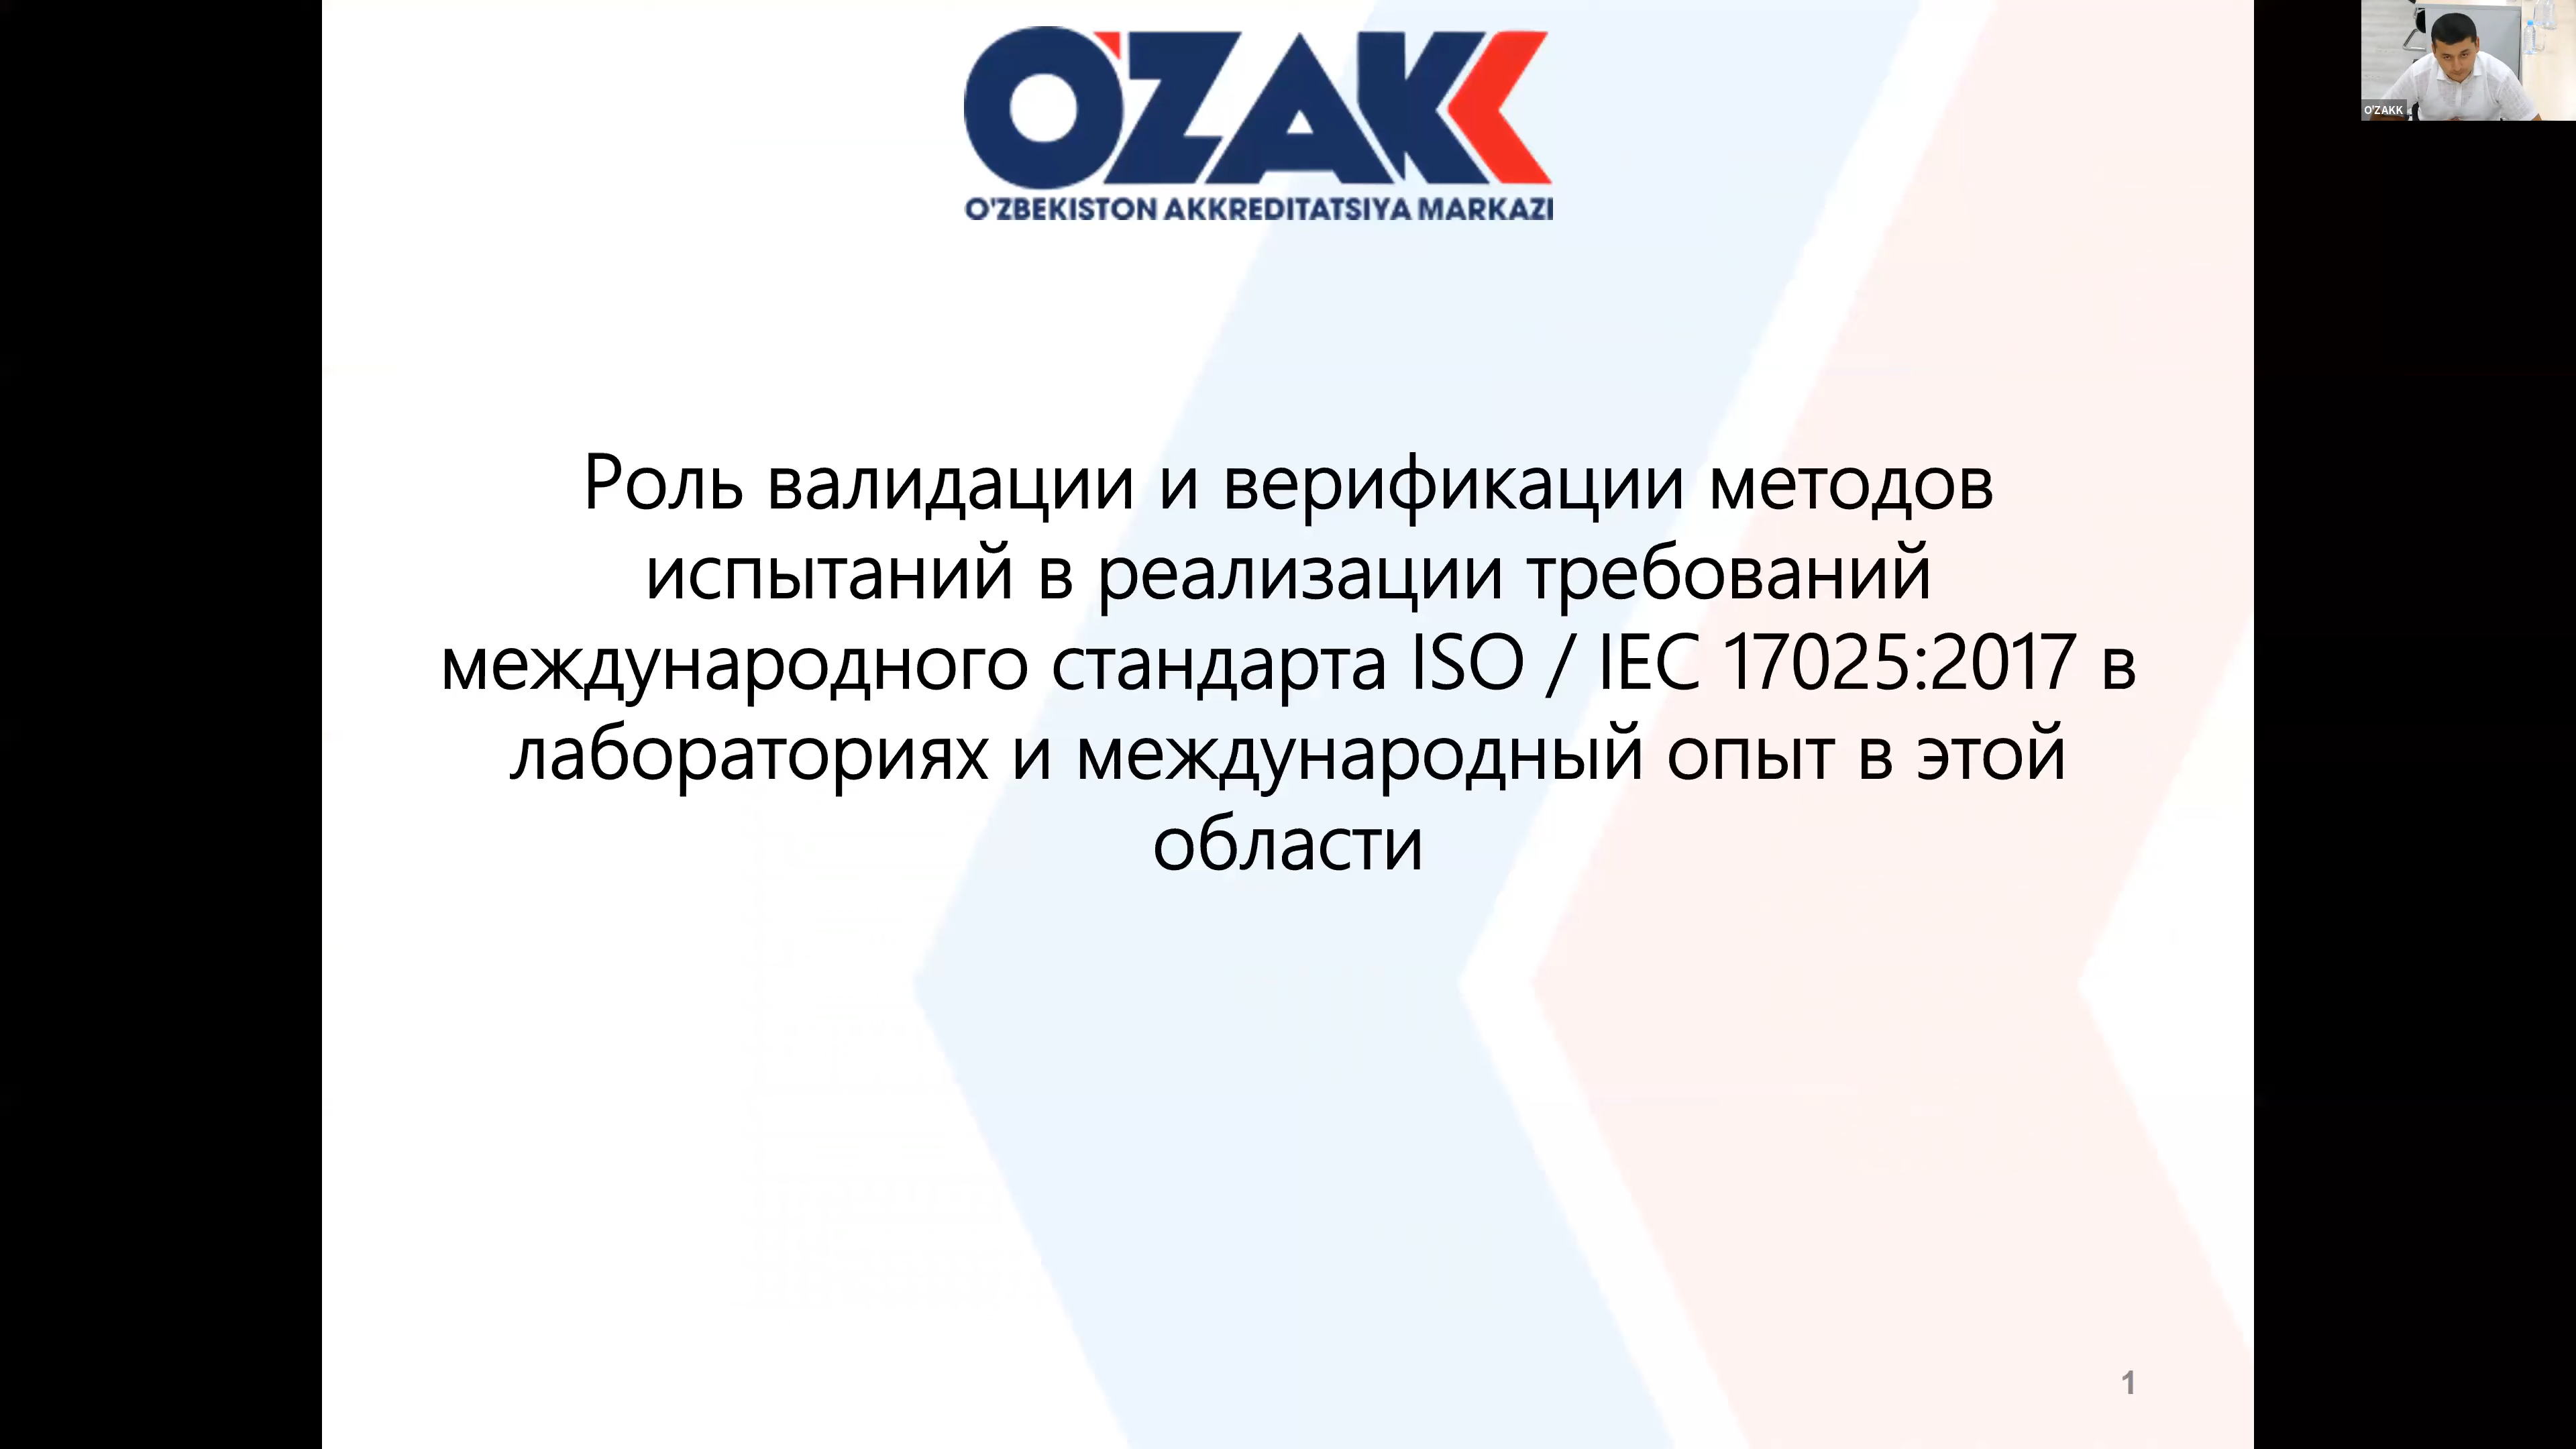 O'ZAKK
O'ZBEKISTON AKKREDITATSIYA MARKAZI
O'ZAKK
Роль валидации и верификации методов
испытаний в реализации требований
международного стандарта ISO / IEC 17025:2017 в
лабораториях и международный опыт в этой
области
1